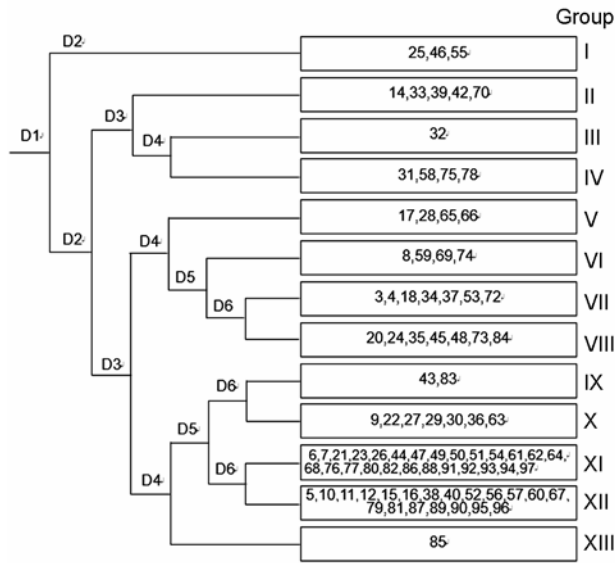 Group
D2
25,46,55
I
14,33,39,42,70
II
D3
D1
D4
32
III
31,58,75,78
IV
D2
D4
17,28,65,66
V
D5
8,59,69,74
VI
D6
3,4,18,34,37,53,72
VII
20,24,35,45,48,73,84
VIII
D3
D6
43,83
IX
9,22,27,29,30,36,63
X
D5
6,7,21,23,26,44,47,49,50,51,54,61,62,64,
68,76,77,80,82,86,88,91,92,93,94,97
XI
D6
D4
5,10,11,12,15,16,38,40,52,56,57,60,67,
79,81,87,89,90,95,96
XII
85
XIII